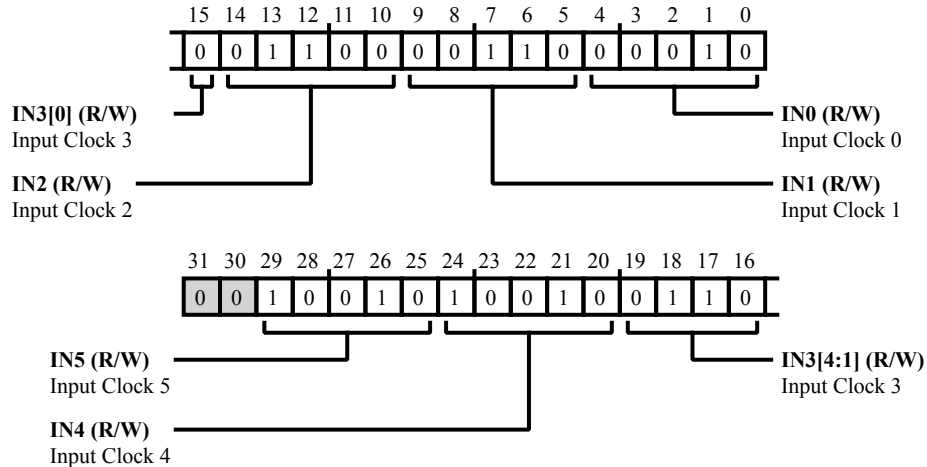 15 14 13 12 11 10 9 8 7 6 5 4 3 2 1 0
0 0 1 1 0 0 0 0 1 1 0 0 0 0 1 0
IN3[0] (R/W)
Input Clock 3
IN0 (R/W)
Input Clock 0
IN2 (R/W)
Input Clock 2
IN1 (R/W)
Input Clock 1
31 30 29 28 27 26 25 24 23 22 21 20 19 18 17 16
0 0 1 0 0 1 0 1 0 0 1 0 0 1 1 0
IN5 (R/W)
Input Clock 5
IN3[4:1] (R/W)
Input Clock 3
IN4 (R/W)
Input Clock 4